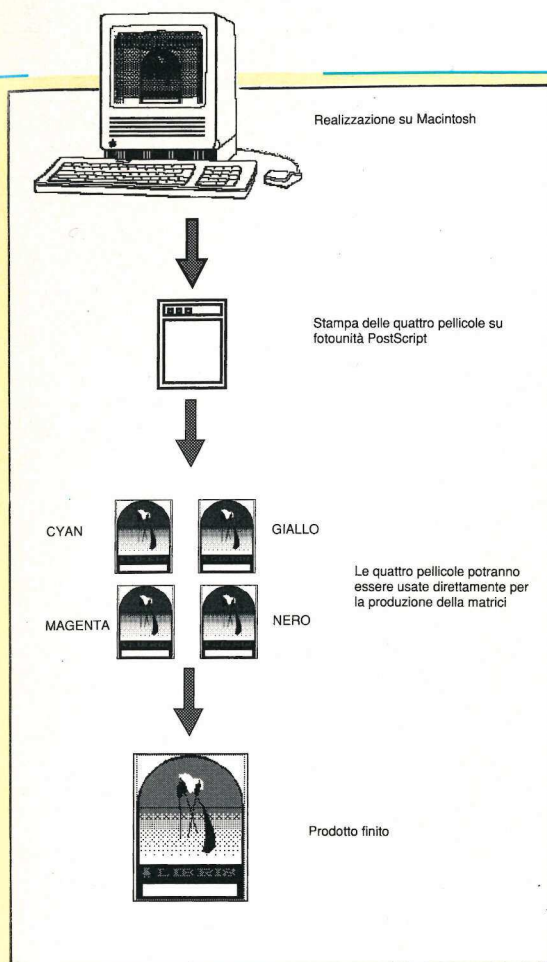 Realizzazione su Macintosh
Stampa delle quattro pellicole su
fotounità PostScript
CYAN
GIALLO
Le quattro pellicole potranno
essere usate direttamente per
la produzione della matrici
MAGENTA
NERO
Prodotto finito